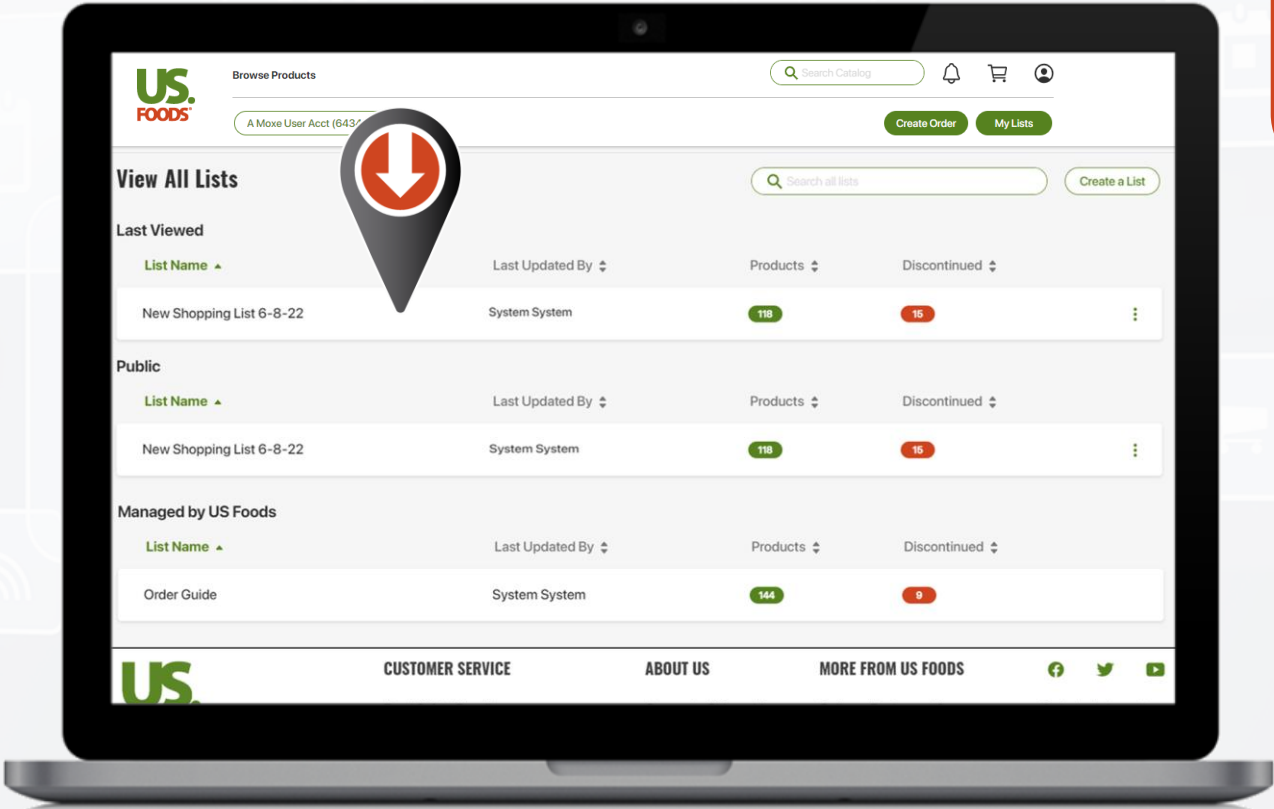 US.
FOODS
Browse Products
Search Catalog
A Moxe User Acct (6434
Create Order
My Lists
View All Lists
Search all lists
Create a List
Last Viewed
List Name
Last Updated By
Products
Discontinued
New Shopping List 6-8-22
System System
118
15
Public
List Name
Last Updated By
Products
Discontinued
New Shopping List 6-8-22
System System
118
15
Managed by US Foods
List Name
Last Updated By
Products
Discontinued
Order Guide
System System
144
9
US.
CUSTOMER SERVICE
ABOUT US
MORE FROM US FOODS